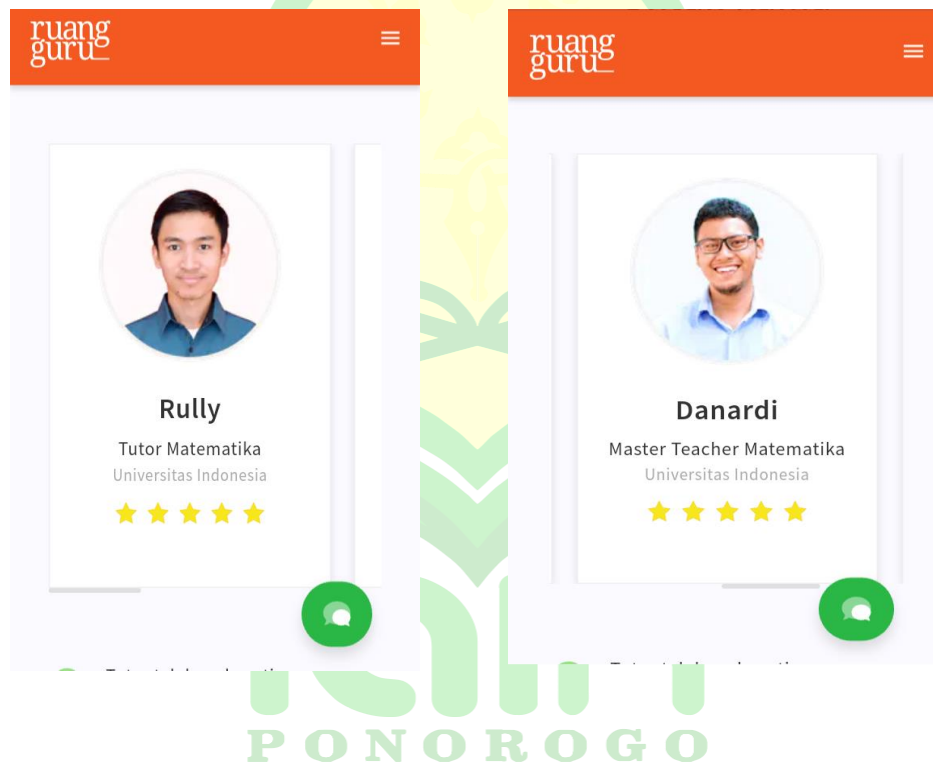 ruang
guru
Rully
Tutor Matematika
Universitas Indonesia
ruang
guru
Danardi
Master Teacher Matematika
Universitas Indonesia
PONOROGO